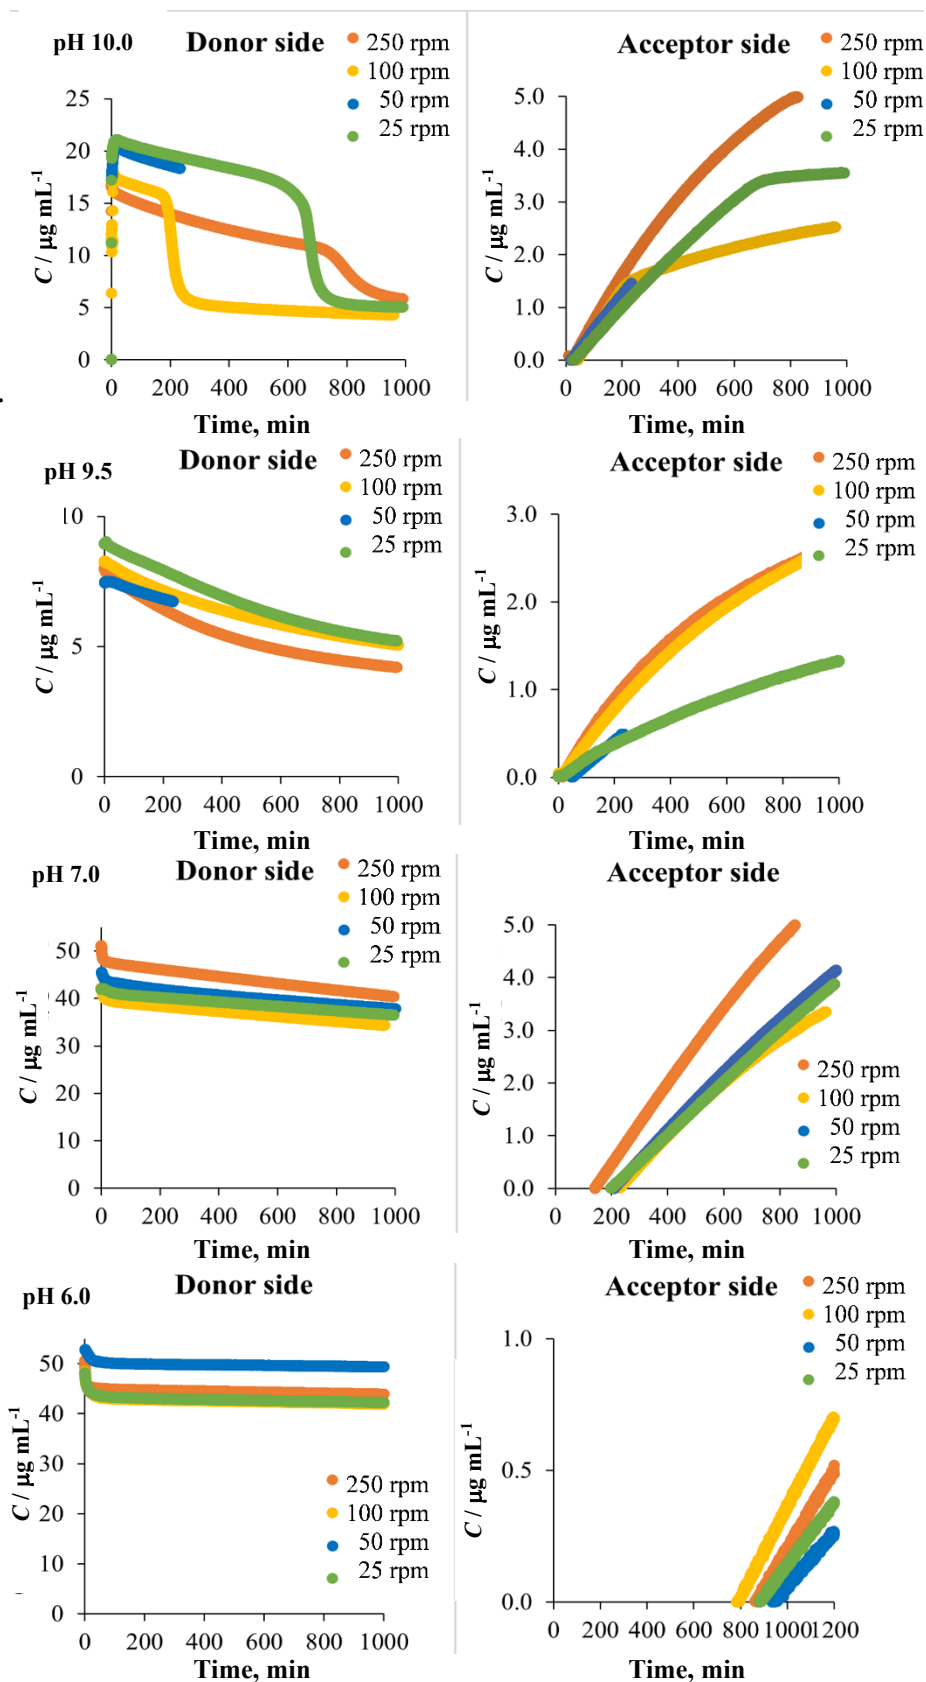 pH 10.0
Donor side
250 rpm
100 rpm
50 rpm
25 rpm
25
20
15
10
5
0
C / µg mL-1
0 200 400 600 800 1000
Time, min
Acceptor side
250 rpm
100 rpm
50 rpm
25 rpm
5.0
4.0
3.0
2.0
1.0
0.0
C / µg mL-1
0 200 400 600 800 1000
Time, min
pH 9.5
Donor side
250 rpm
100 rpm
50 rpm
25 rpm
10
5
0
C / µg mL-1
0 200 400 600 800 1000
Time, min
Acceptor side
250 rpm
100 rpm
50 rpm
25 rpm
3.0
2.0
1.0
0.0
C / µg mL-1
0 200 400 600 800 1000
Time, min
pH 7.0
Donor side
250 rpm
100 rpm
50 rpm
25 rpm
50
40
30
20
10
0
C / µg mL-1
0 200 400 600 800 1000
Time, min
Acceptor side
5.0
4.0
3.0
2.0
1.0
0.0
C / µg mL-1
250 rpm
100 rpm
50 rpm
25 rpm
0 200 400 600 800 1000
Time, min
pH 6.0
Donor side
50
40
30
20
10
0
C / µg mL-1
250 rpm
100 rpm
50 rpm
25 rpm
0 200 400 600 800 1000
Time, min
Acceptor side
250 rpm
100 rpm
50 rpm
25 rpm
1.0
0.5
0.0
C / µg mL-1
0 200 400 600 800 1000 1200
Time, min